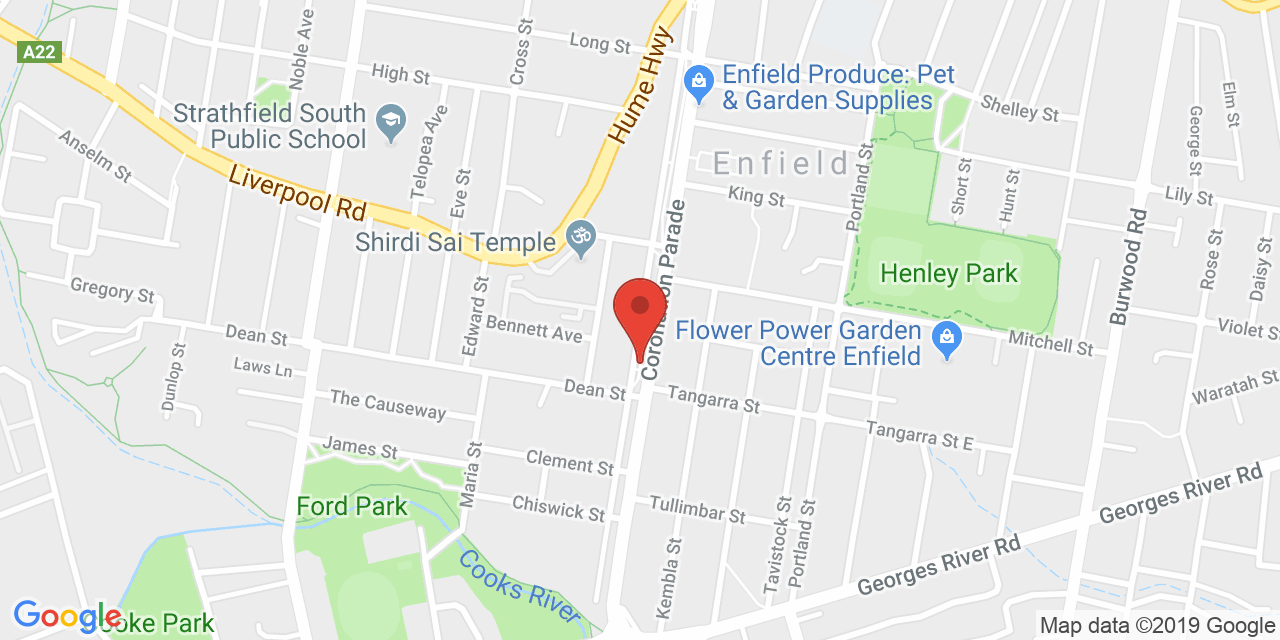 A22
Noble Ave
Cross St
Long St
Hume Hwy
High St
Enfield Produce: Pet
& Garden Supplies
Strathfield South
Public School
Shelley St
Elm St
George St
Anselm St
Telopea Ave
Liverpool Rd
Eve St
Enfield
Portland St
King St
Short St
Hunt St
Lily St
Shirdi Sai Temple
Coronation Parade
Henley Park
Burwood Rd
Rose St
Daisy St
Gregory St
Edward St
Bennett Ave
Dean St
Flower Power Garden
Centre Enfield
Mitchell St
Violet S
Laws Ln
Dunlop St
Dean St
Tangarra St
Waratah St
The Causeway
Tangarra St E
James St
Maria St
Clement St
Ford Park
Chiswick St
Tullimbar St
Georges River Rd
Tavistock St
Portland St
Kembla St
Georges River Rd
Cooks River
Google
Cooke Park
Map data ©2019 Google